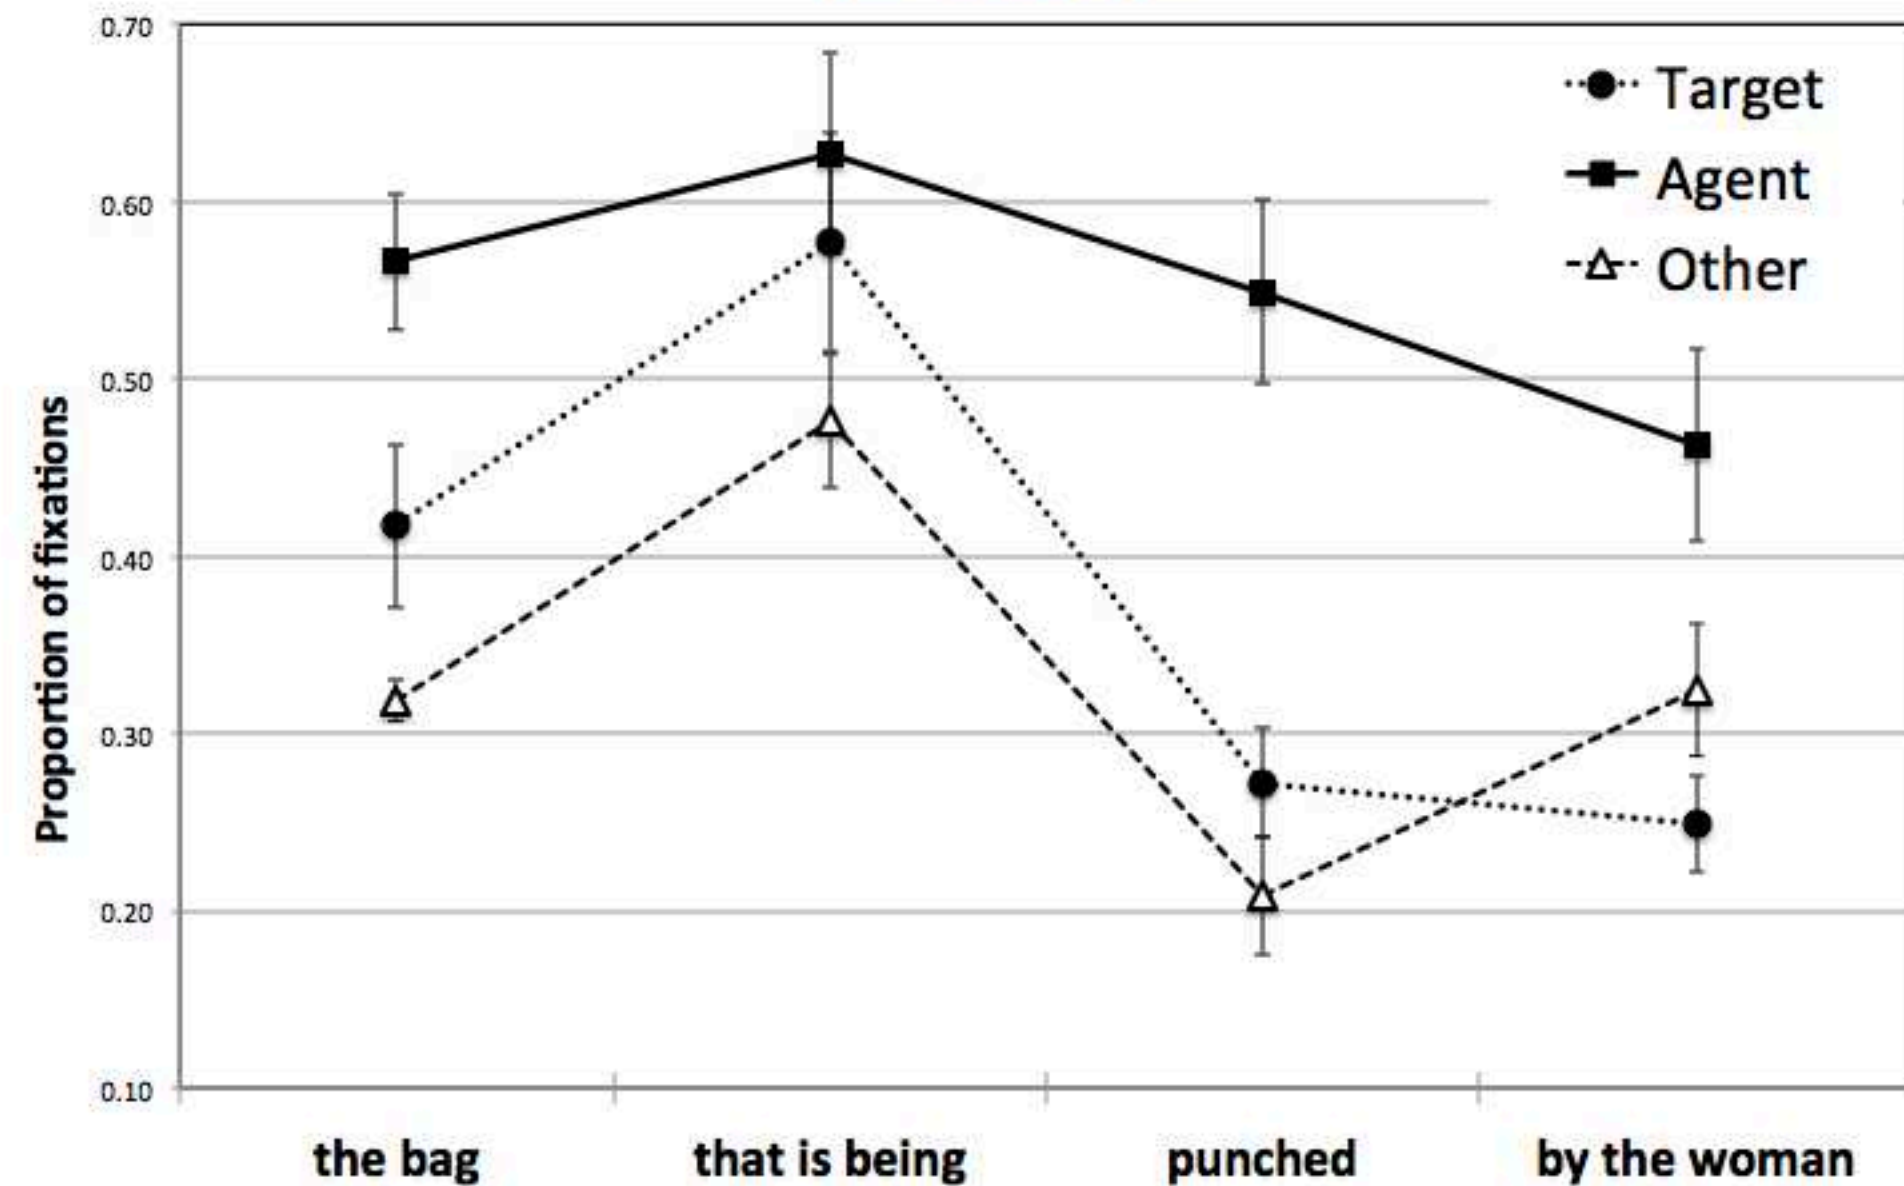 0.70
0.60
0.50
0.40
0.30
0.20
0.10
Proportion of fixations
Target
Agent
Other
the bag
that is being
punched
by the woman